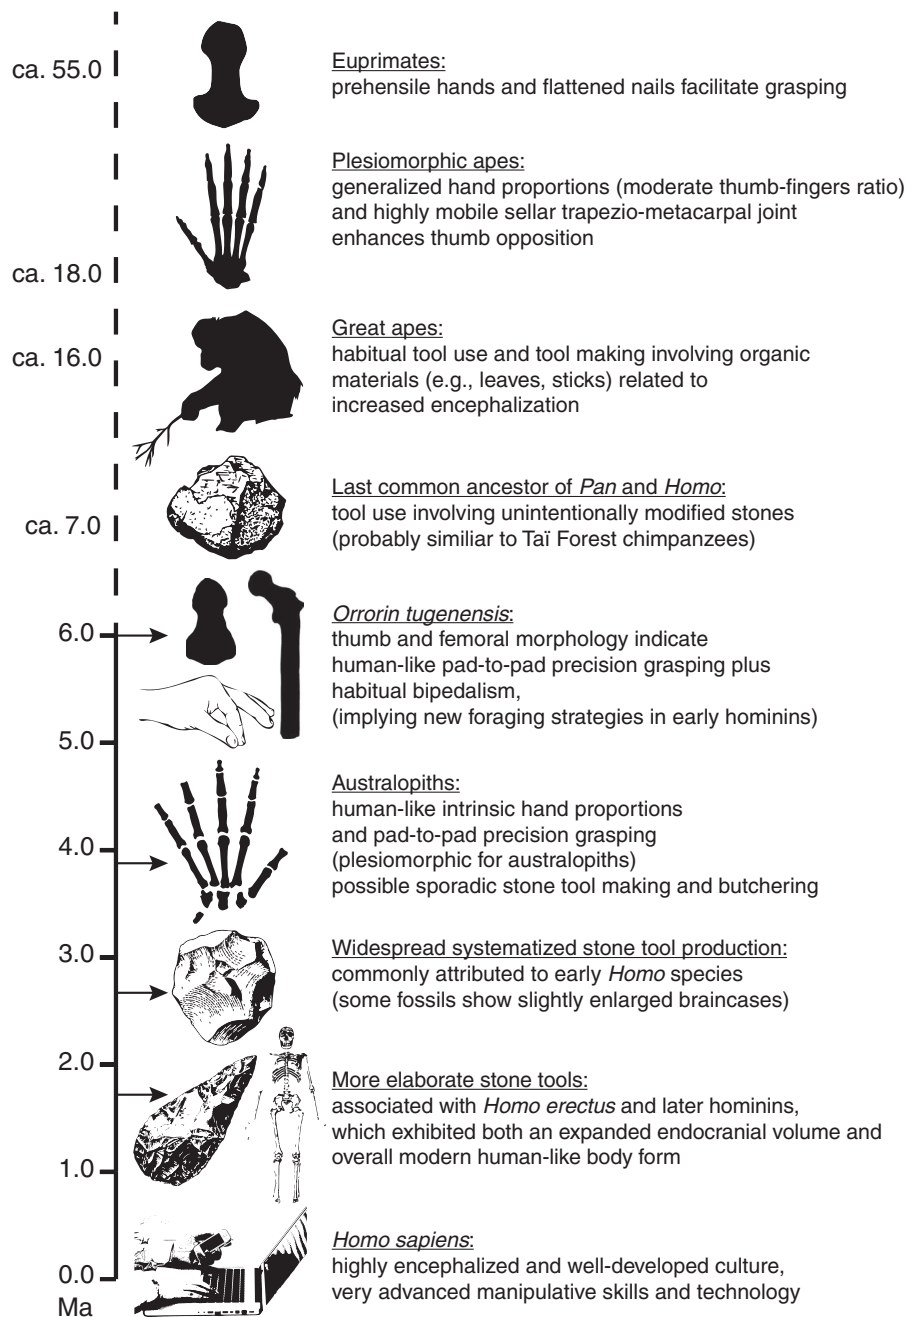 ca. 55.0
Euprimates:
prehensile hands and flattened nails facilitate grasping
Plesiomorphic apes:
generalized hand proportions (moderate thumb-fingers ratio)
and highly mobile sellar trapezio-metacarpal joint
enhances thumb opposition
ca. 18.0
Great apes:
ca. 16.0
habitual tool use and tool making involving organic
materials (e.g., leaves, sticks) related to
increased encephalization
Last common ancestor of Pan and Homo:
ca. 7.0
tool use involving unintentionally modified stones
(probably similiar to Taï Forest chimpanzees)
Orrorin tugenensis:
6.0
thumb and femoral morphology indicate
human-like pad-to-pad precision grasping plus
habitual bipedalism,
(implying new foraging strategies in early hominins)
5.0
Australopiths:
human-like intrinsic hand proportions
and pad-to-pad precision grasping
4.0
(plesiomorphic for australopiths)
possible sporadic stone tool making and butchering
Widespread systematized stone tool production:
3.0
commonly attributed to early Homo species
(some fossils show slightly enlarged braincases)
2.0
More elaborate stone tools:
associated with Homo erectus and later hominins,
which exhibited both an expanded endocranial volume and
overall modern human-like body form
1.0
Homo sapiens:
highly encephalized and well-developed culture,
0.0
very advanced manipulative skills and technology
Ma